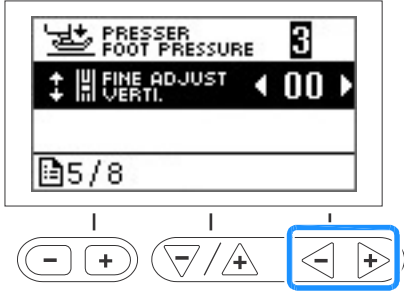 PRESSER
FOOT PRESSURE 3
FINE ADJUST
VERTI. 00
5/8
- + - / + - +